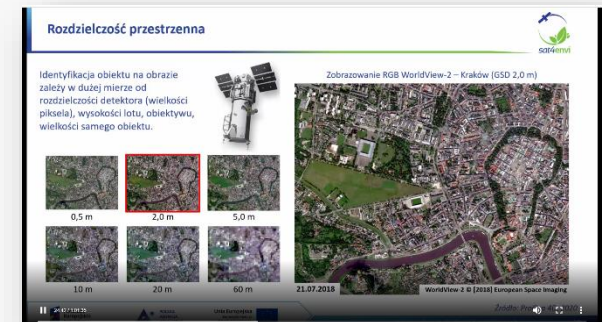 Rozdzielczość przestrzenna
sat4envi
Identyfikacja obiektu na obrazie
zależy w dużej mierze od
rozdzielczości detektora (wielkości
piksela), wysokości lotu, obiektywu,
wielkości samego obiektu.
Zobrazowanie RGB WorldView-2 – Kraków (GSD 2,0 m)
0,5 m
2,0 m
5,0 m
10 m
20 m
60 m
21.07.2018
WorldView-2 © [2018] European Space Imaging
Unia Europejska